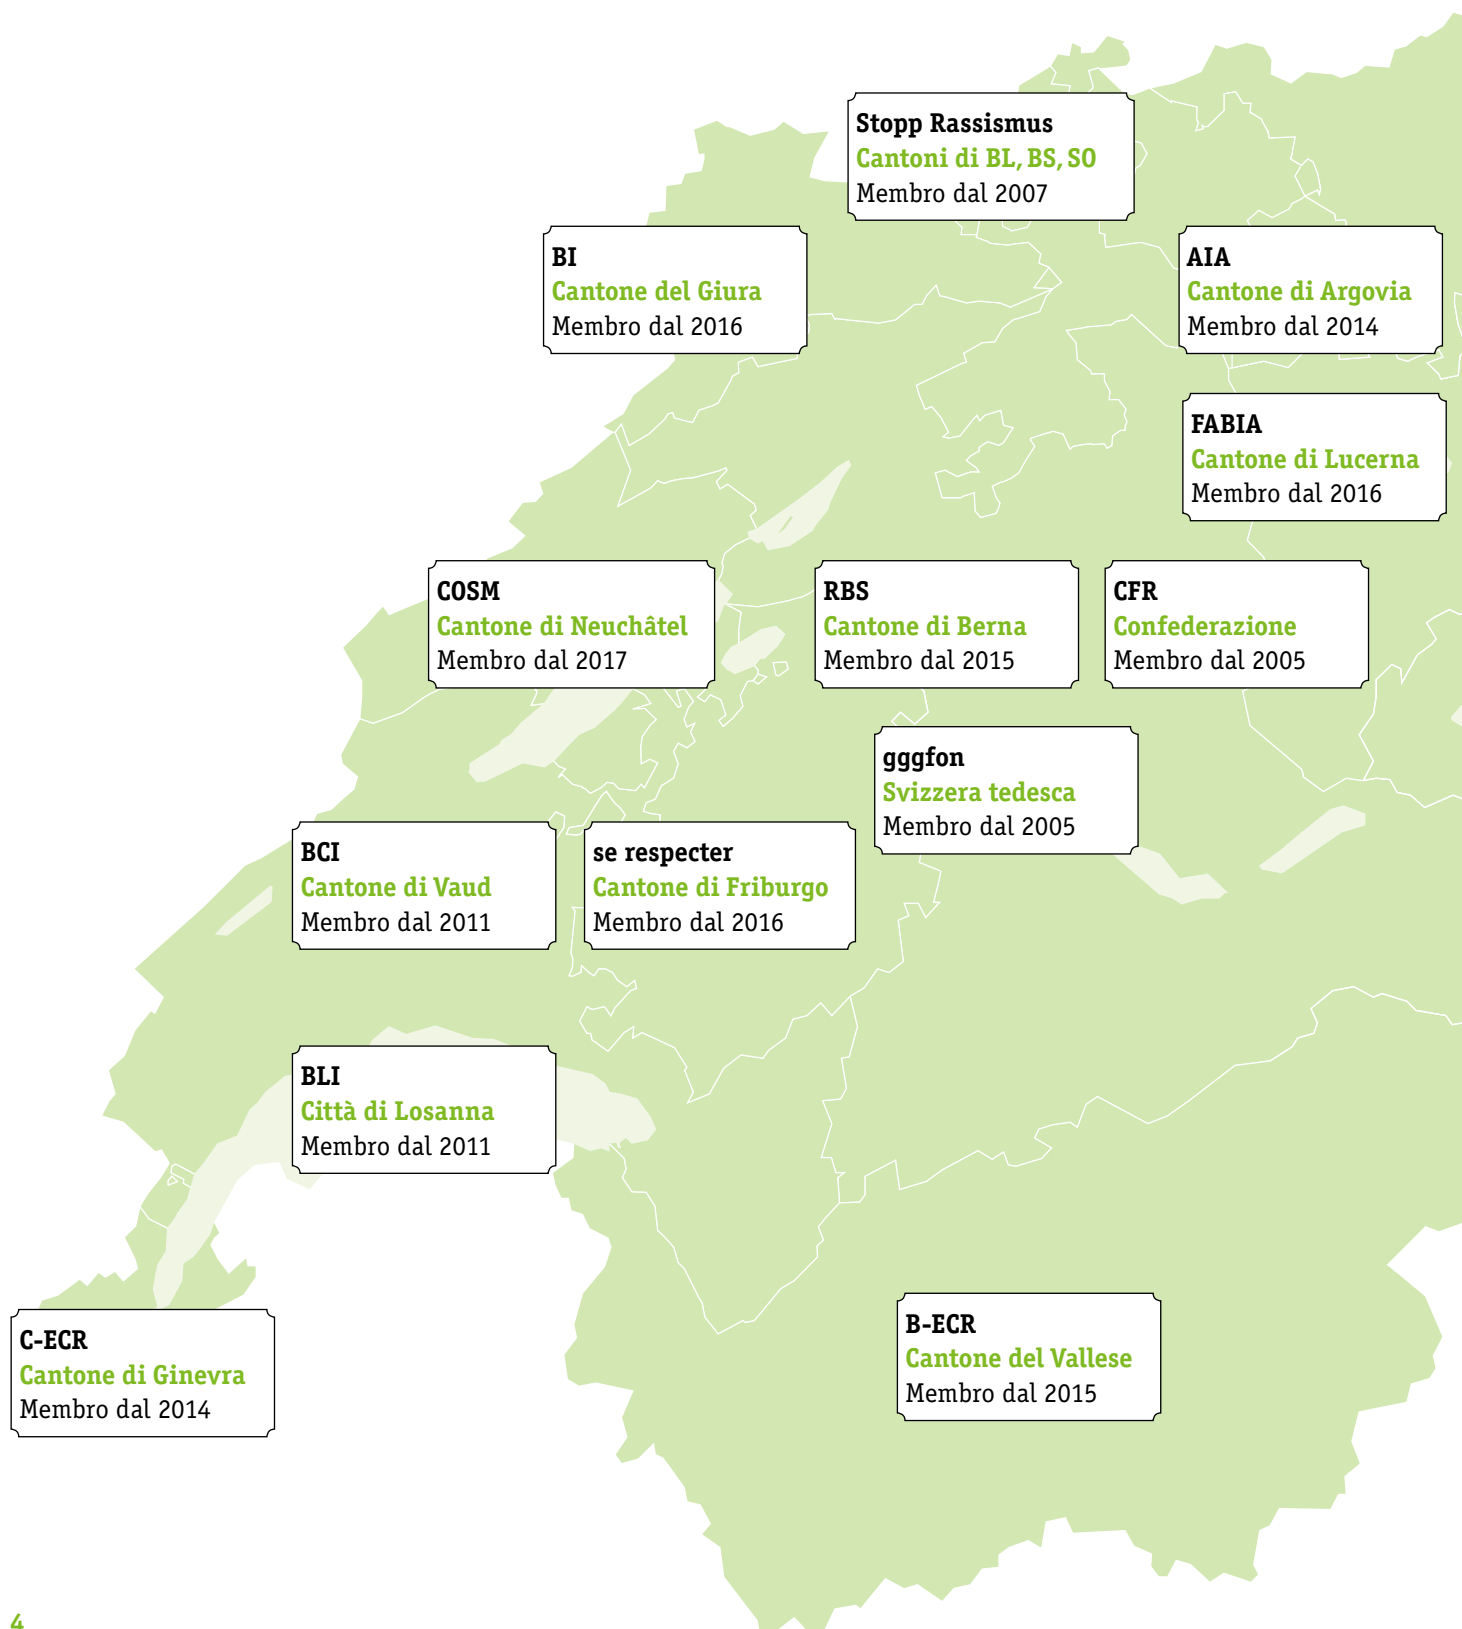 Stopp Rassismus
Cantoni di BL, BS, SO
Membro dal 2007
BI
Cantone del Giura
Membro dal 2016
AIA
Cantone di Argovia
Membro dal 2014
FABIA
Cantone di Lucerna
Membro dal 2016
COSM
Cantone di Neuchâtel
Membro dal 2017
RBS
Cantone di Berna
Membro dal 2015
CFR
Confederazione
Membro dal 2005
gggfon
Svizzera tedesca
Membro dal 2005
BCI
Cantone di Vaud
Membro dal 2011
se respecter
Cantone di Friburgo
Membro dal 2016
BLI
Città di Losanna
Membro dal 2011
C-ECR
Cantone di Ginevra
Membro dal 2014
B-ECR
Cantone del Vallese
Membro dal 2015
4